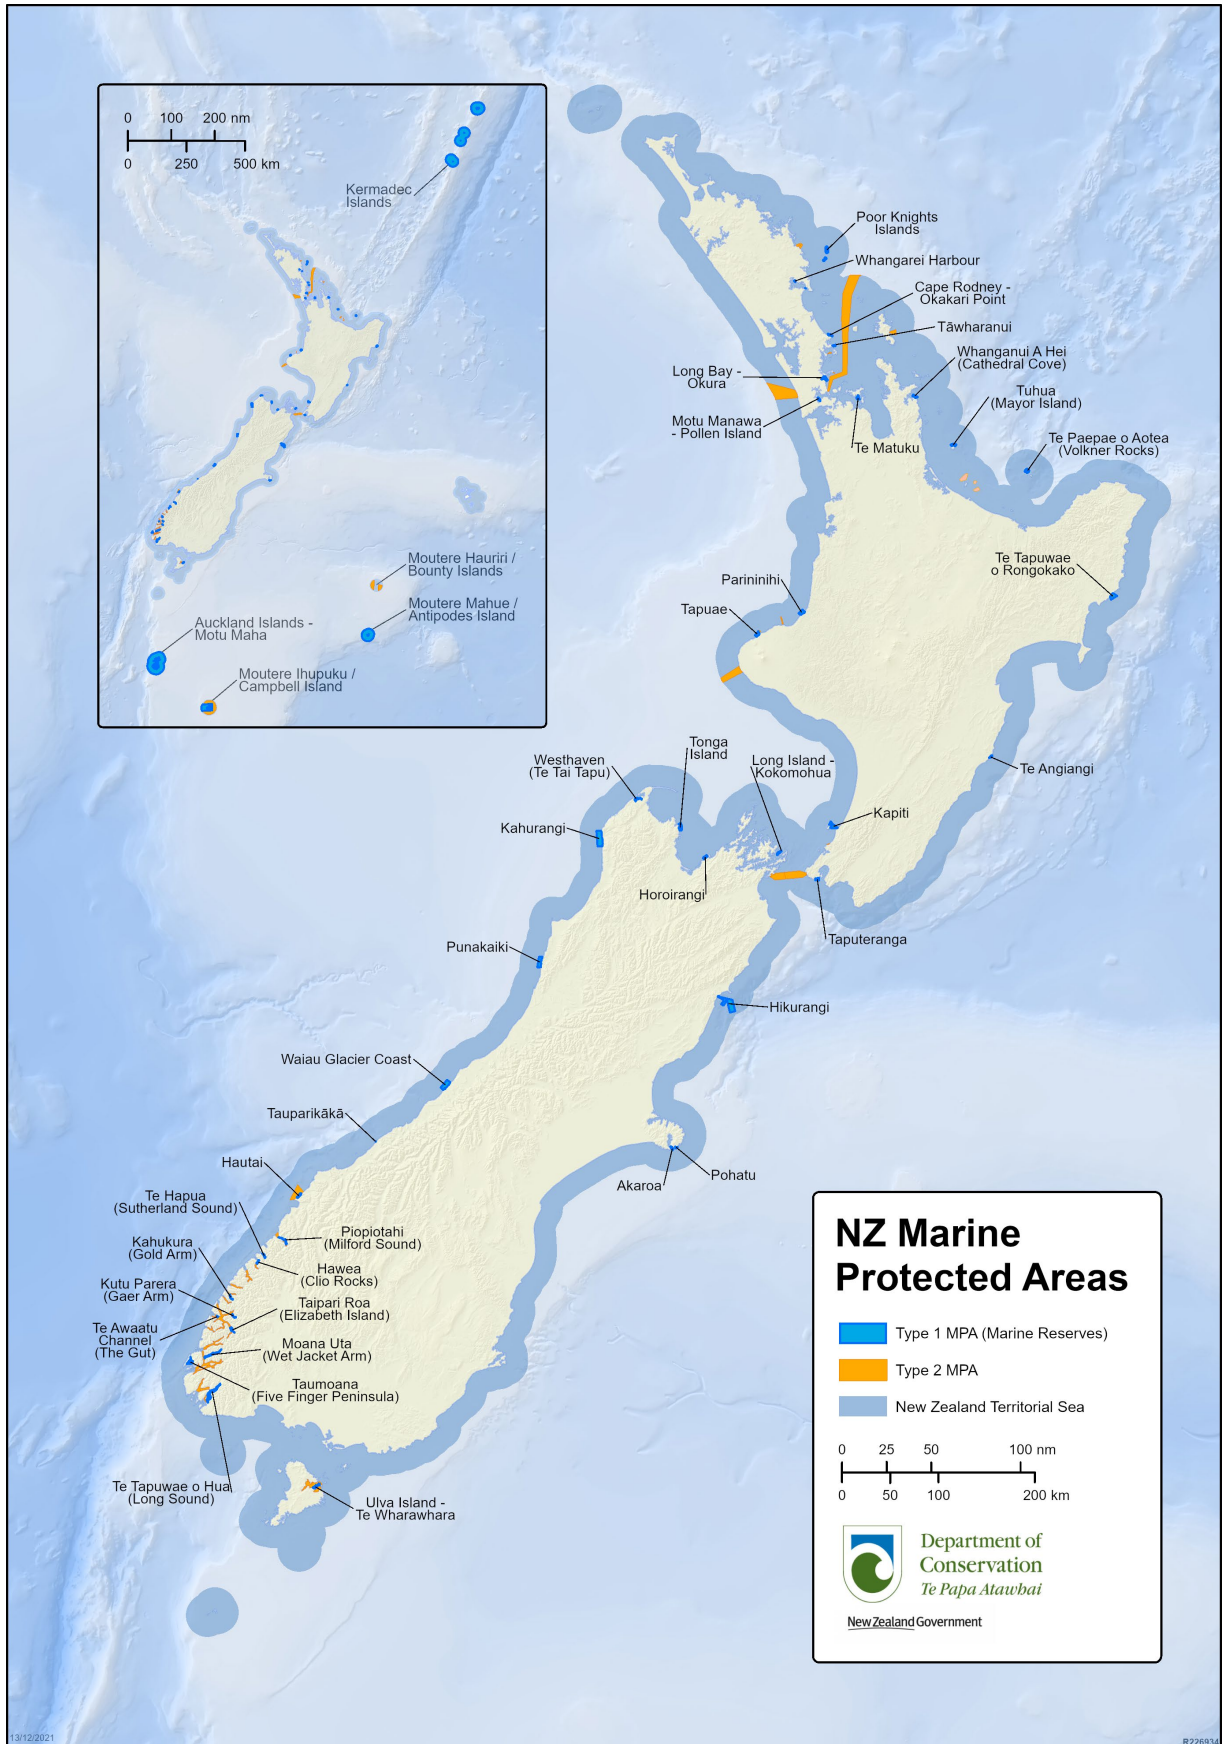 0 100 200 nm
0 250 500 km
Kermadec
Islands
Moutere Hauriri /
Bounty Islands
Moutere Mahue /
Antipodes Island
Auckland Islands -
Motu Maha
Moutere Ihupuku /
Campbell Island
Poor Knights
Islands
Whangarei Harbour
Cape Rodney -
Okakari Point
Tāwharanui
Whanganui A Hei
(Cathedral Cove)
Long Bay -
Okura
Tuhua
(Mayor Island)
Motu Manawa
- Pollen Island
Te Matuku
Te Paepae o Aotea
(Volkner Rocks)
Te Tapuwae
o Rongokako
Parininihi
Tapuae
Tonga
Island
Long Island -
Kokomohua
Westhaven
(Te Tai Tapu)
Te Angiangi
Kapiti
Kahurangi
Horoirangi
Taputeranga
Punakaiki
Hikurangi
Waiau Glacier Coast
Tauparikākā
Hautai
Pohatu
Akaroa
Te Hapua
(Sutherland Sound)
Piopiotahi
(Milford Sound)
Kahukura
(Gold Arm)
Hawea
(Clio Rocks)
Kutu Parera
(Gaer Arm)
Taipari Roa
(Elizabeth Island)
Te Awaatu
Channel
(The Gut)
Moana Uta
(Wet Jacket Arm)
Taumoana
(Five Finger Peninsula)
Te Tapuwae o Hua
(Long Sound)
Ulva Island -
Te Wharawhara
NZ Marine
Protected Areas
Type 1 MPA (Marine Reserves)
Type 2 MPA
New Zealand Territorial Sea
0 25 50 100 nm
0 50 100 200 km
Department of
Conservation
Te Papa Atawhai
New Zealand Government
13/12/2021
R226934